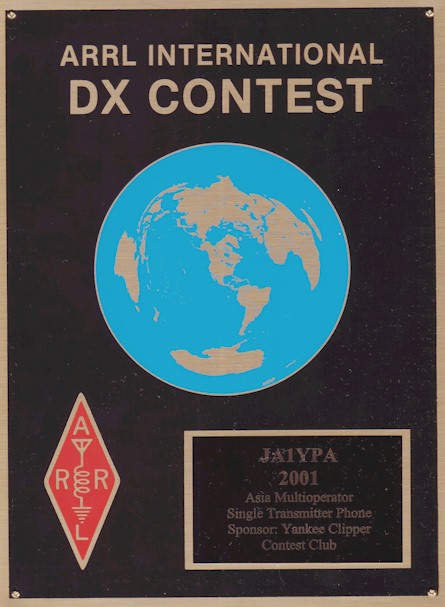 ARRL INTERNATIONAL
DX CONTEST
A
R R
L
JA1YPA
2001
Asia Multioperator
Single Transmitter Phone
Sponsor: Yankee Clipper
Contest Club